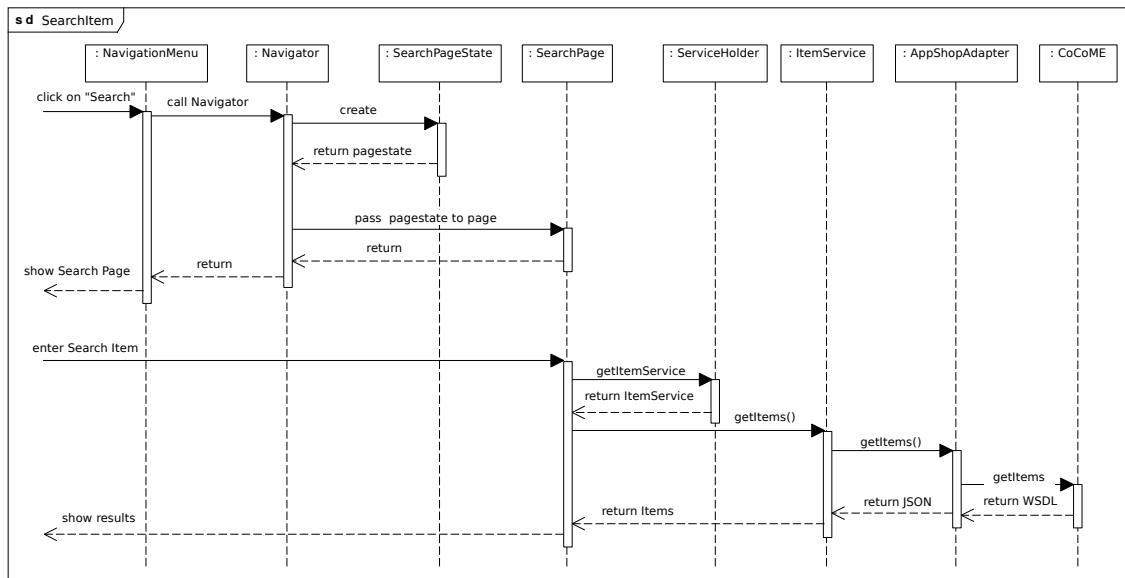 sd SearchItem
: NavigationMenu
: Navigator
: SearchPageState
: SearchPage
: ServiceHolder
: ItemService
: AppShopAdapter
: CoCoME
click on "Search"
call Navigator
create
return pagestate
pass pagestate to page
return
return
show Search Page
enter Search Item
getItemService
return ItemService
getItems()
getItems()
getItems
return WSDL
return JSON
return Items
show results